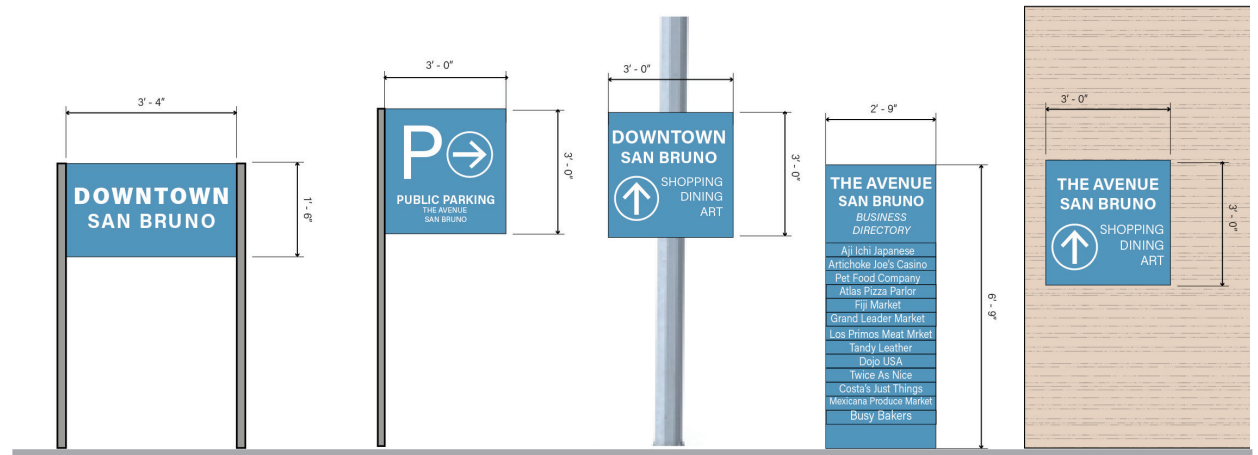 3' - 4"
1' - 6"
DOWNTOWN
SAN BRUNO
3' - 0"
3' - 0"
P
PUBLIC PARKING
THE AVENUE
SAN BRUNO
3' - 0"
3' - 0"
DOWNTOWN
SAN BRUNO
SHOPPING
DINING
ART
2' - 9"
6' - 9"
THE AVENUE
SAN BRUNO
BUSINESS
DIRECTORY
Aji Ichi Japanese
Artichoke Joe's Casino
Pet Food Company
Atlas Pizza Parlor
Fiji Market
Grand Leader Market
Los Primos Meat Mrket
Tandy Leather
Dojo USA
Twice As Nice
Costa's Just Things
Mexicana Produce Market
Busy Bakers
3' - 0"
3' - 0"
THE AVENUE
SAN BRUNO
SHOPPING
DINING
ART